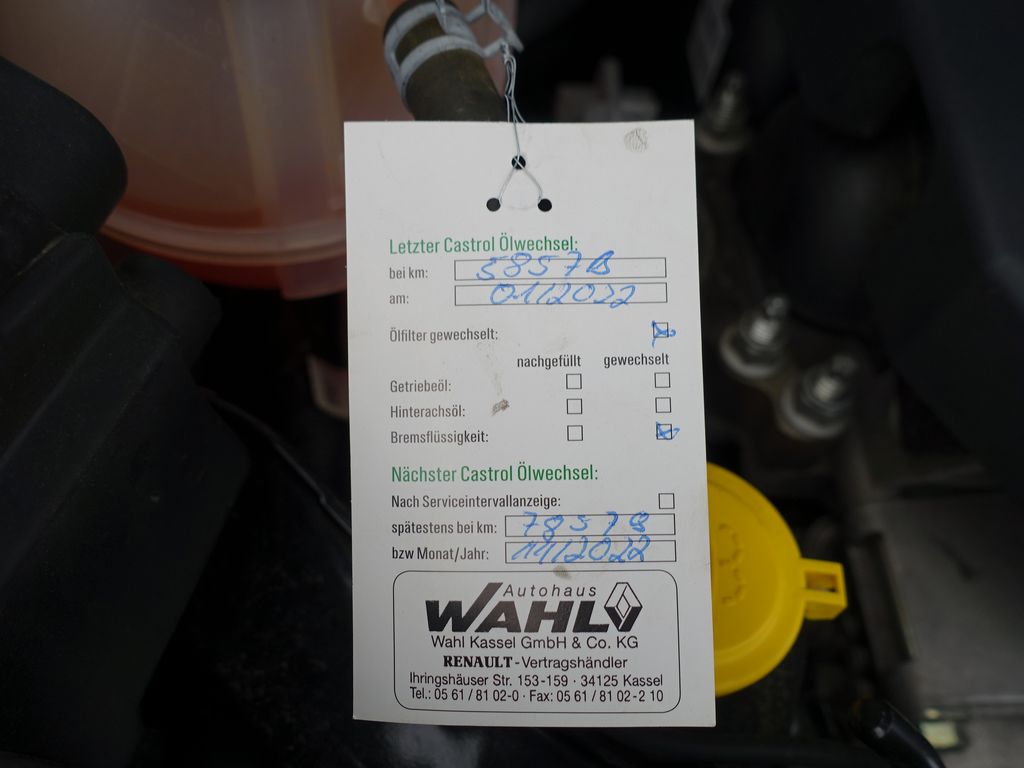 Letzter Castrol Ölwechsel:
bei km: 58578
am: 01/2022
Ölfilter gewechselt:
nachgefüllt gewechselt
Getriebeöl:
Hinterachsöl:
Bremsflüssigkeit:
Nächster Castrol Ölwechsel:
Nach Serviceintervallanzeige:
spätestens bei km: 78578
bzw Monat/Jahr: 11/2022
Autohaus
WAHL
Wahl Kassel GmbH & Co. KG
RENAULT - Vertragshändler
Ihringshäuser Str. 153-159 · 34125 Kassel
Tel.: 05 61 / 81 02-0 · Fax: 05 61 / 81 02-2 10